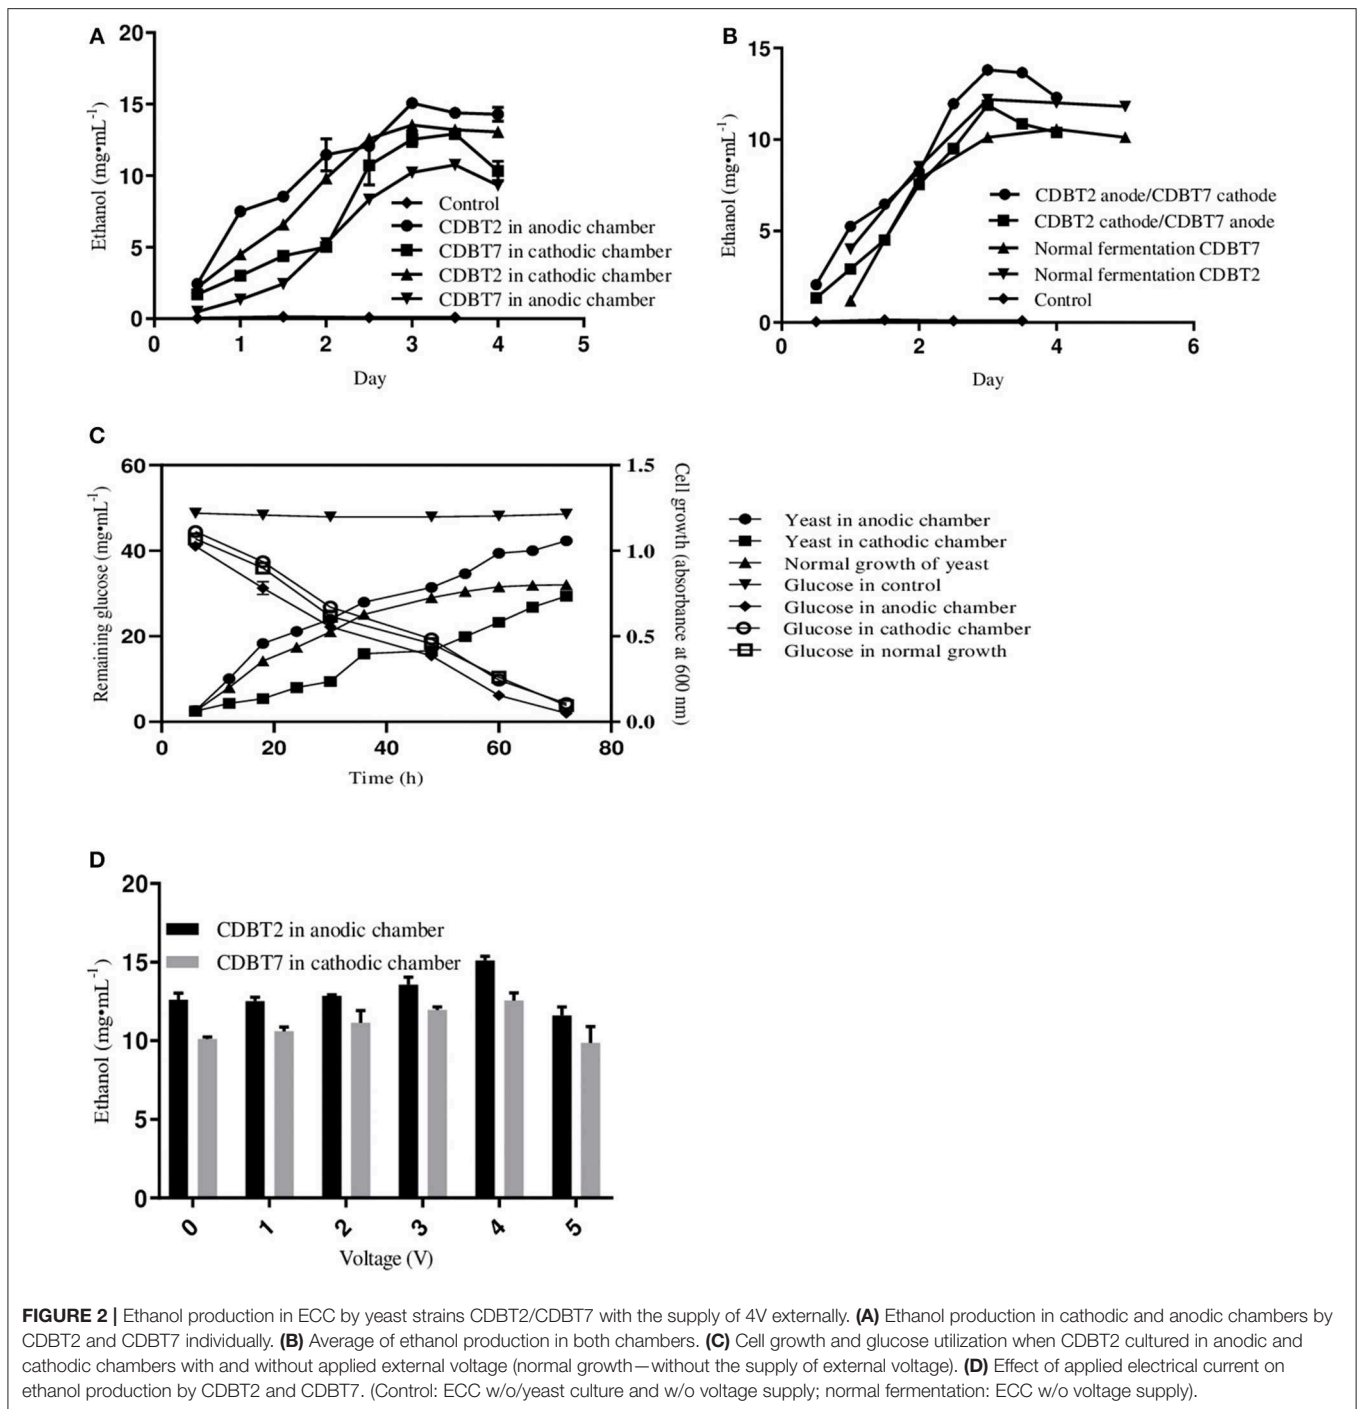 A
20
15
10
5
0
Ethanol (mg•mL⁻¹)
Control
CDBT2 in anodic chamber
CDBT7 in cathodic chamber
CDBT2 in cathodic chamber
CDBT7 in anodic chamber
0 1 2 3 4 5
Day
B
15
10
5
0
Ethanol (mg•mL⁻¹)
CDBT2 anode/CDBT7 cathode
CDBT2 cathode/CDBT7 anode
Normal fermentation CDBT7
Normal fermentation CDBT2
Control
0 2 4 6
Day
C
60
40
20
0
Remaining glucose (mg•mL⁻¹)
1.5
1.0
0.5
0.0
Cell growth (absorbance at 600 nm)
0 20 40 60 80
Time (h)
Yeast in anodic chamber
Yeast in cathodic chamber
Normal growth of yeast
Glucose in control
Glucose in anodic chamber
Glucose in cathodic chamber
Glucose in normal growth
D
20
15
10
5
0
Ethanol (mg•mL⁻¹)
CDBT2 in anodic chamber
CDBT7 in cathodic chamber
0 1 2 3 4 5
Voltage (V)
FIGURE 2 | Ethanol production in ECC by yeast strains CDBT2/CDBT7 with the supply of 4V externally. (A) Ethanol production in cathodic and anodic chambers by
CDBT2 and CDBT7 individually. (B) Average of ethanol production in both chambers. (C) Cell growth and glucose utilization when CDBT2 cultured in anodic and
cathodic chambers with and without applied external voltage (normal growth—without the supply of external voltage). (D) Effect of applied electrical current on
ethanol production by CDBT2 and CDBT7. (Control: ECC w/o/yeast culture and w/o voltage supply; normal fermentation: ECC w/o voltage supply).